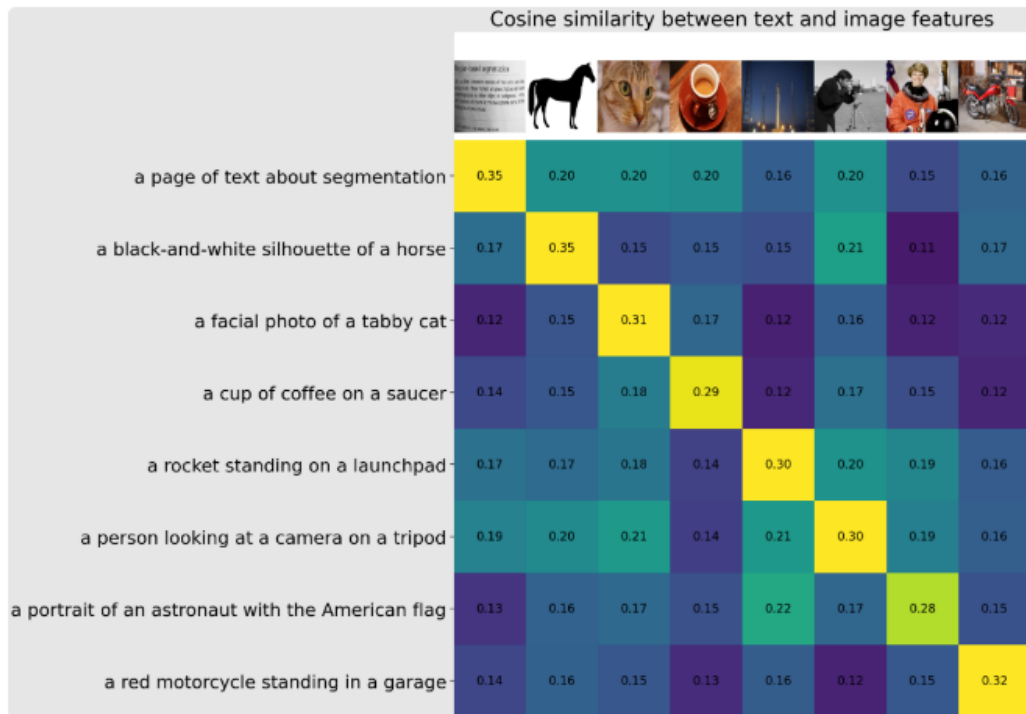 Cosine similarity between text and image features
a page of text about segmentation 0.35 0.20 0.20 0.20 0.16 0.20 0.15 0.16
a black-and-white silhouette of a horse 0.17 0.35 0.15 0.15 0.15 0.21 0.11 0.17
a facial photo of a tabby cat 0.12 0.15 0.31 0.17 0.12 0.16 0.12 0.12
a cup of coffee on a saucer 0.14 0.15 0.18 0.29 0.12 0.17 0.15 0.12
a rocket standing on a launchpad 0.17 0.17 0.18 0.14 0.30 0.20 0.19 0.16
a person looking at a camera on a tripod 0.19 0.20 0.21 0.14 0.21 0.30 0.19 0.16
a portrait of an astronaut with the American flag 0.13 0.16 0.17 0.15 0.22 0.17 0.28 0.15
a red motorcycle standing in a garage 0.14 0.16 0.15 0.13 0.16 0.12 0.15 0.32